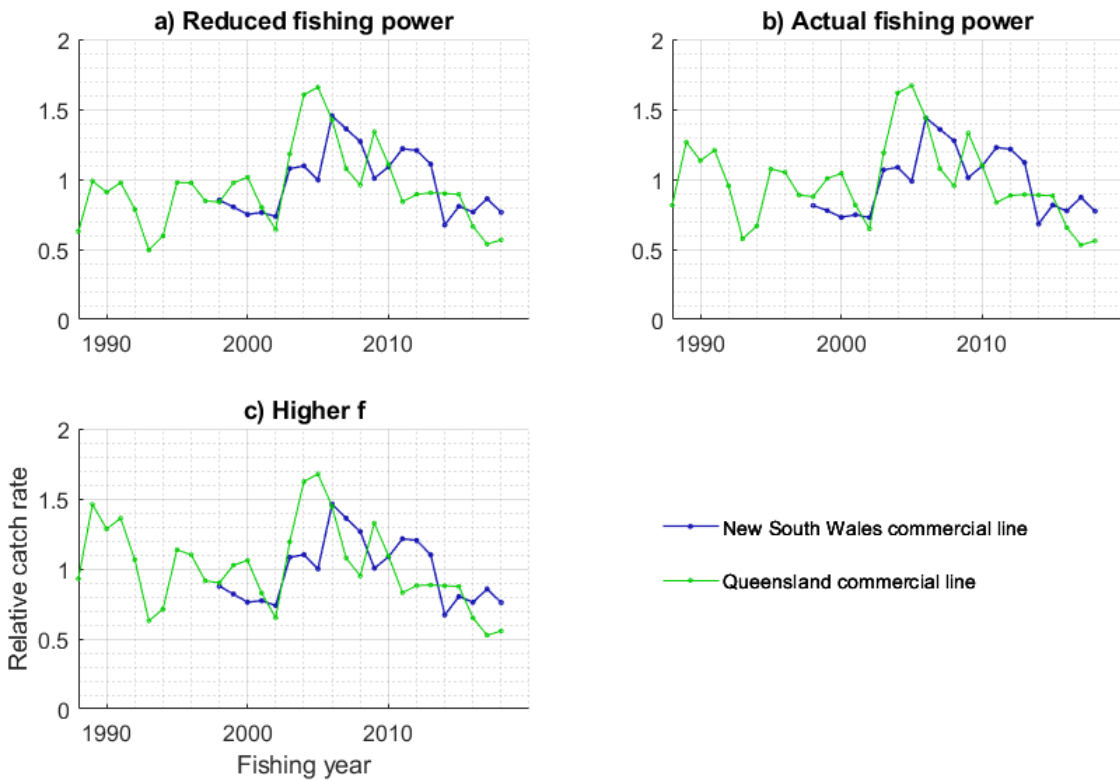 a) Reduced fishing power
2
1.5
1
0.5
0
1990 2000 2010
b) Actual fishing power
2
1.5
1
0.5
0
1990 2000 2010
c) Higher f
Relative catch rate
2
1.5
1
0.5
0
1990 2000 2010
Fishing year
New South Wales commercial line
Queensland commercial line